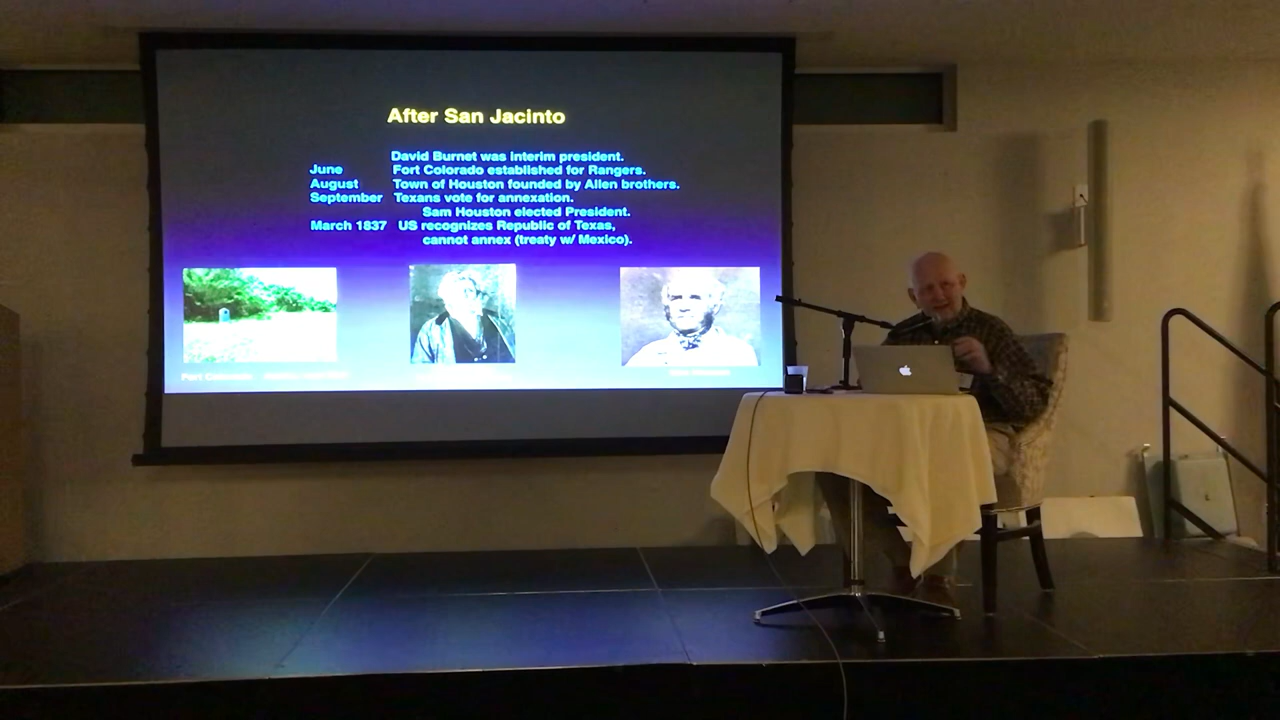 After San Jacinto
David Burnet was interim president.
June Fort Colorado established for Rangers.
August Town of Houston founded by Allen brothers.
September Texans vote for annexation.
Sam Houston elected President.
March 1837 US recognizes Republic of Texas,
cannot annex (treaty w/ Mexico).
Fort Colorado